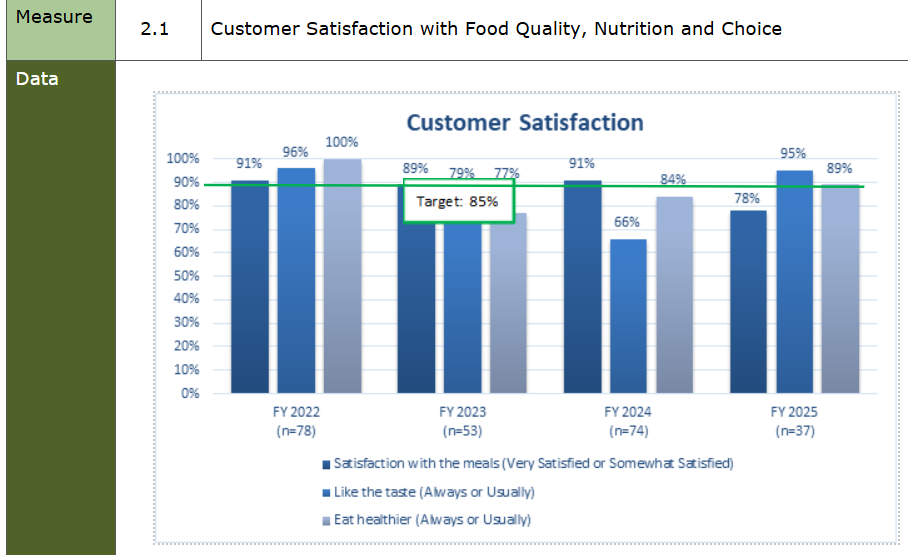 Measure
2.1
Customer Satisfaction with Food Quality, Nutrition and Choice
Data
Customer Satisfaction
100%
90%
80%
70%
60%
50%
40%
30%
20%
10%
0%
91%
96%
100%
89%
79%
77%
91%
66%
84%
78%
95%
89%
Target: 85%
FY 2022
(n=78)
FY 2023
(n=53)
FY 2024
(n=74)
FY 2025
(n=37)
Satisfaction with the meals (Very Satisfied or Somewhat Satisfied)
Like the taste (Always or Usually)
Eat healthier (Always or Usually)